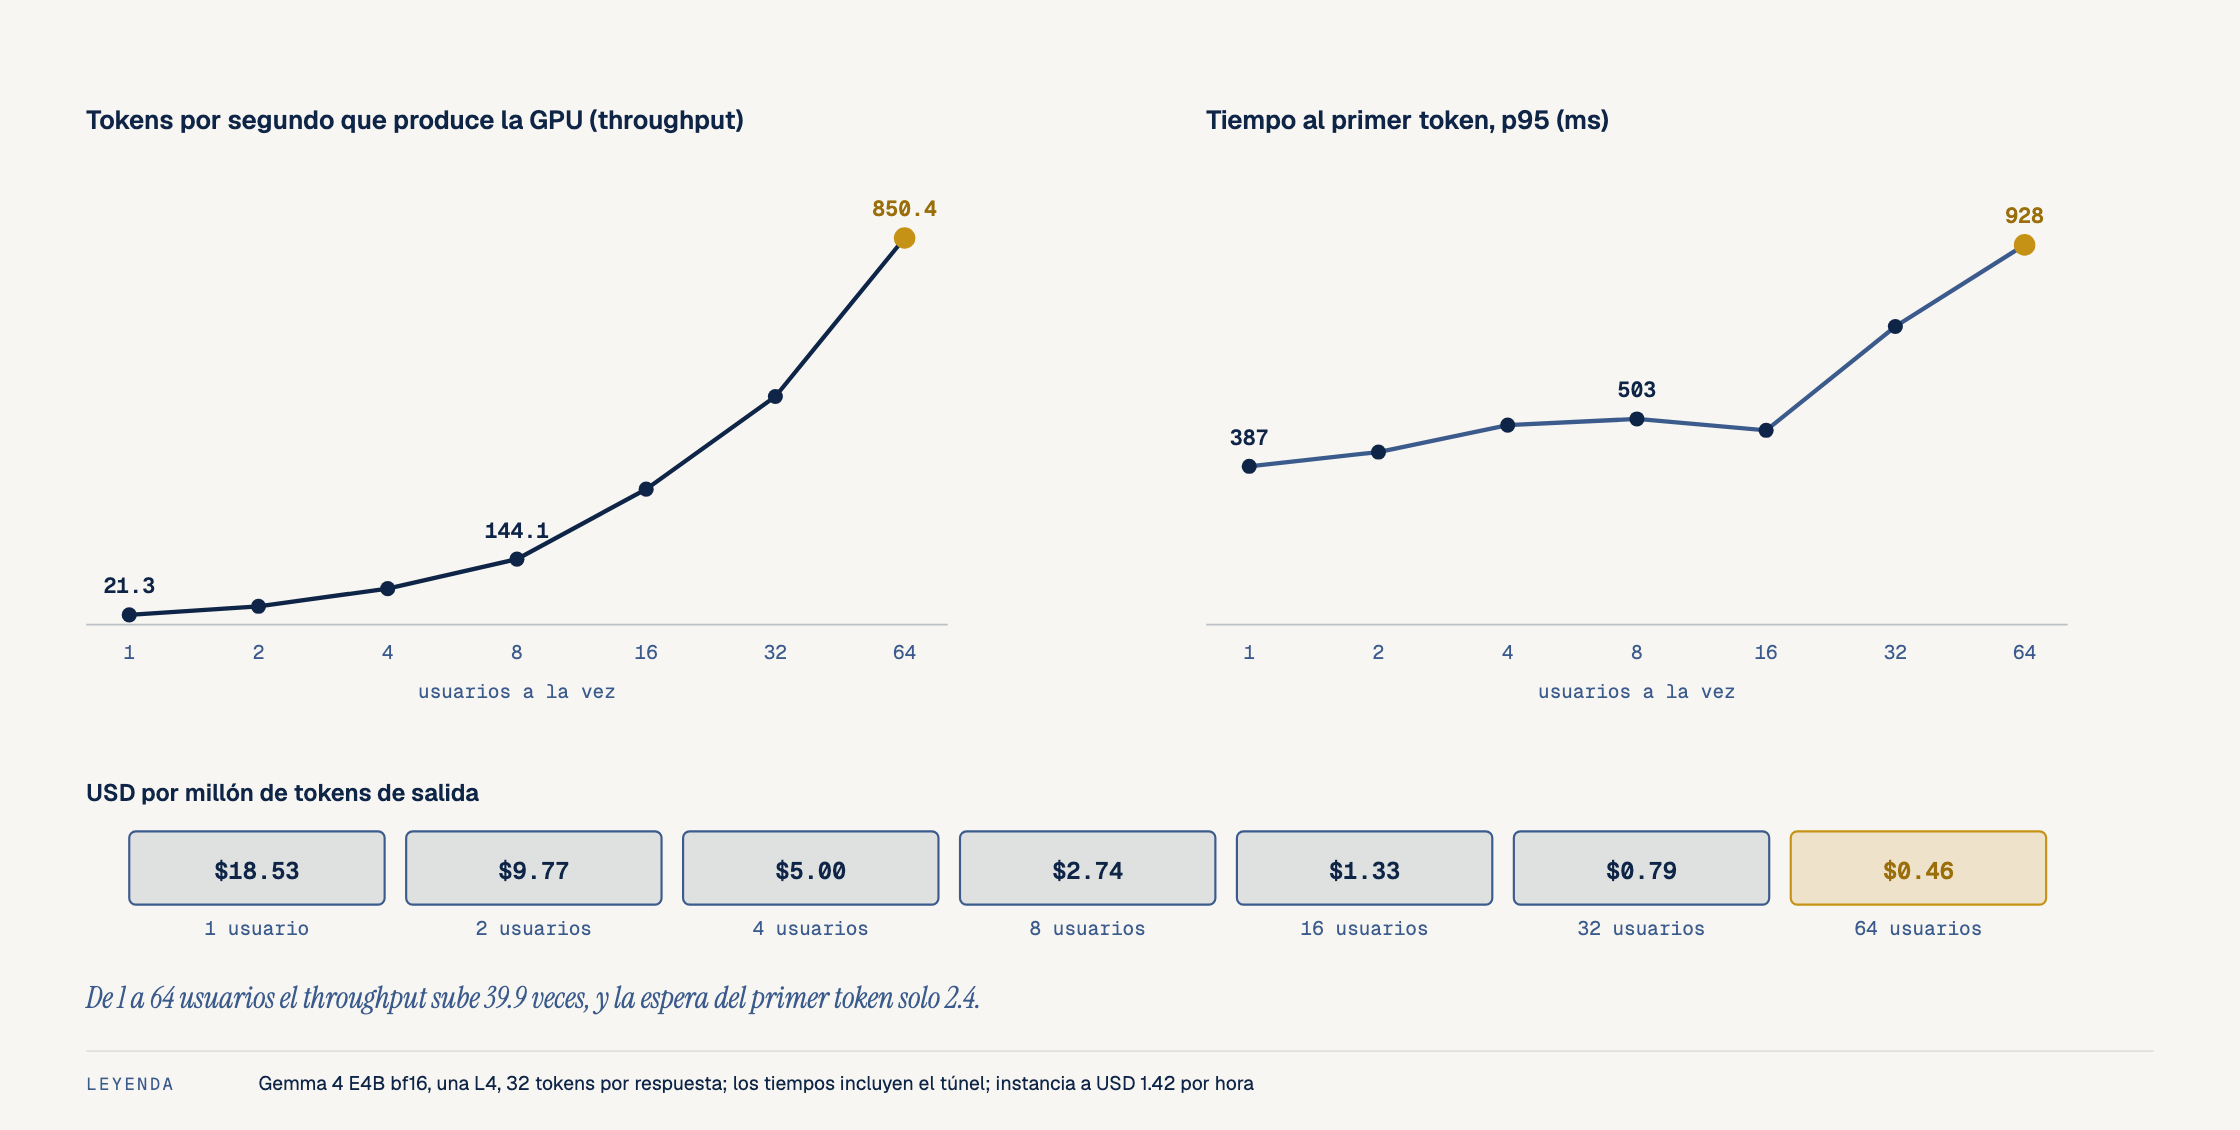 Tokens por segundo que produce la GPU (throughput)
850.4
144.1
21.3
1 2 4 8 16 32 64
usuarios a la vez
Tiempo al primer token, p95 (ms)
928
503
387
1 2 4 8 16 32 64
usuarios a la vez
USD por millón de tokens de salida
$18.53 $9.77 $5.00 $2.74 $1.33 $0.79 $0.46
1 usuario 2 usuarios 4 usuarios 8 usuarios 16 usuarios 32 usuarios 64 usuarios
De 1 a 64 usuarios el throughput sube 39.9 veces, y la espera del primer token solo 2.4.
LEYENDA Gemma 4 E4B bf16, una L4, 32 tokens por respuesta; los tiempos incluyen el túnel; instancia a USD 1.42 por hora